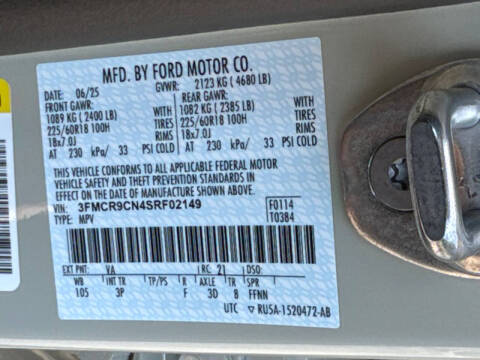 MFD. BY FORD MOTOR CO.
DATE: 06/25 GVWR: 2123 KG ( 4680 LB)
FRONT GAWR: REAR GAWR:
1089 KG ( 2400 LB) WITH 1082 KG ( 2385 LB) WITH
225/60R18 100H TIRES 225/60R18 100H TIRES
18x7.0J RIMS 18x7.0J RIMS
AT 230 kPa/ 33 PSI COLD AT 230 kPa/ 33 PSI COLD
THIS VEHICLE CONFORMS TO ALL APPLICABLE FEDERAL MOTOR
VEHICLE SAFETY AND THEFT PREVENTION STANDARDS IN EFFECT
ON THE DATE OF MANUFACTURE SHOWN ABOVE.
VIN: 3FMCR9CN4SRF02149 F0114
TYPE: MPV T0384
EXT PNT: VA RC: 21 DSO:
WB INT TR TP/PS R AXLE TR SPR
105 3P F 3D 8 FFNN
UTC RU5A-1520472-AB